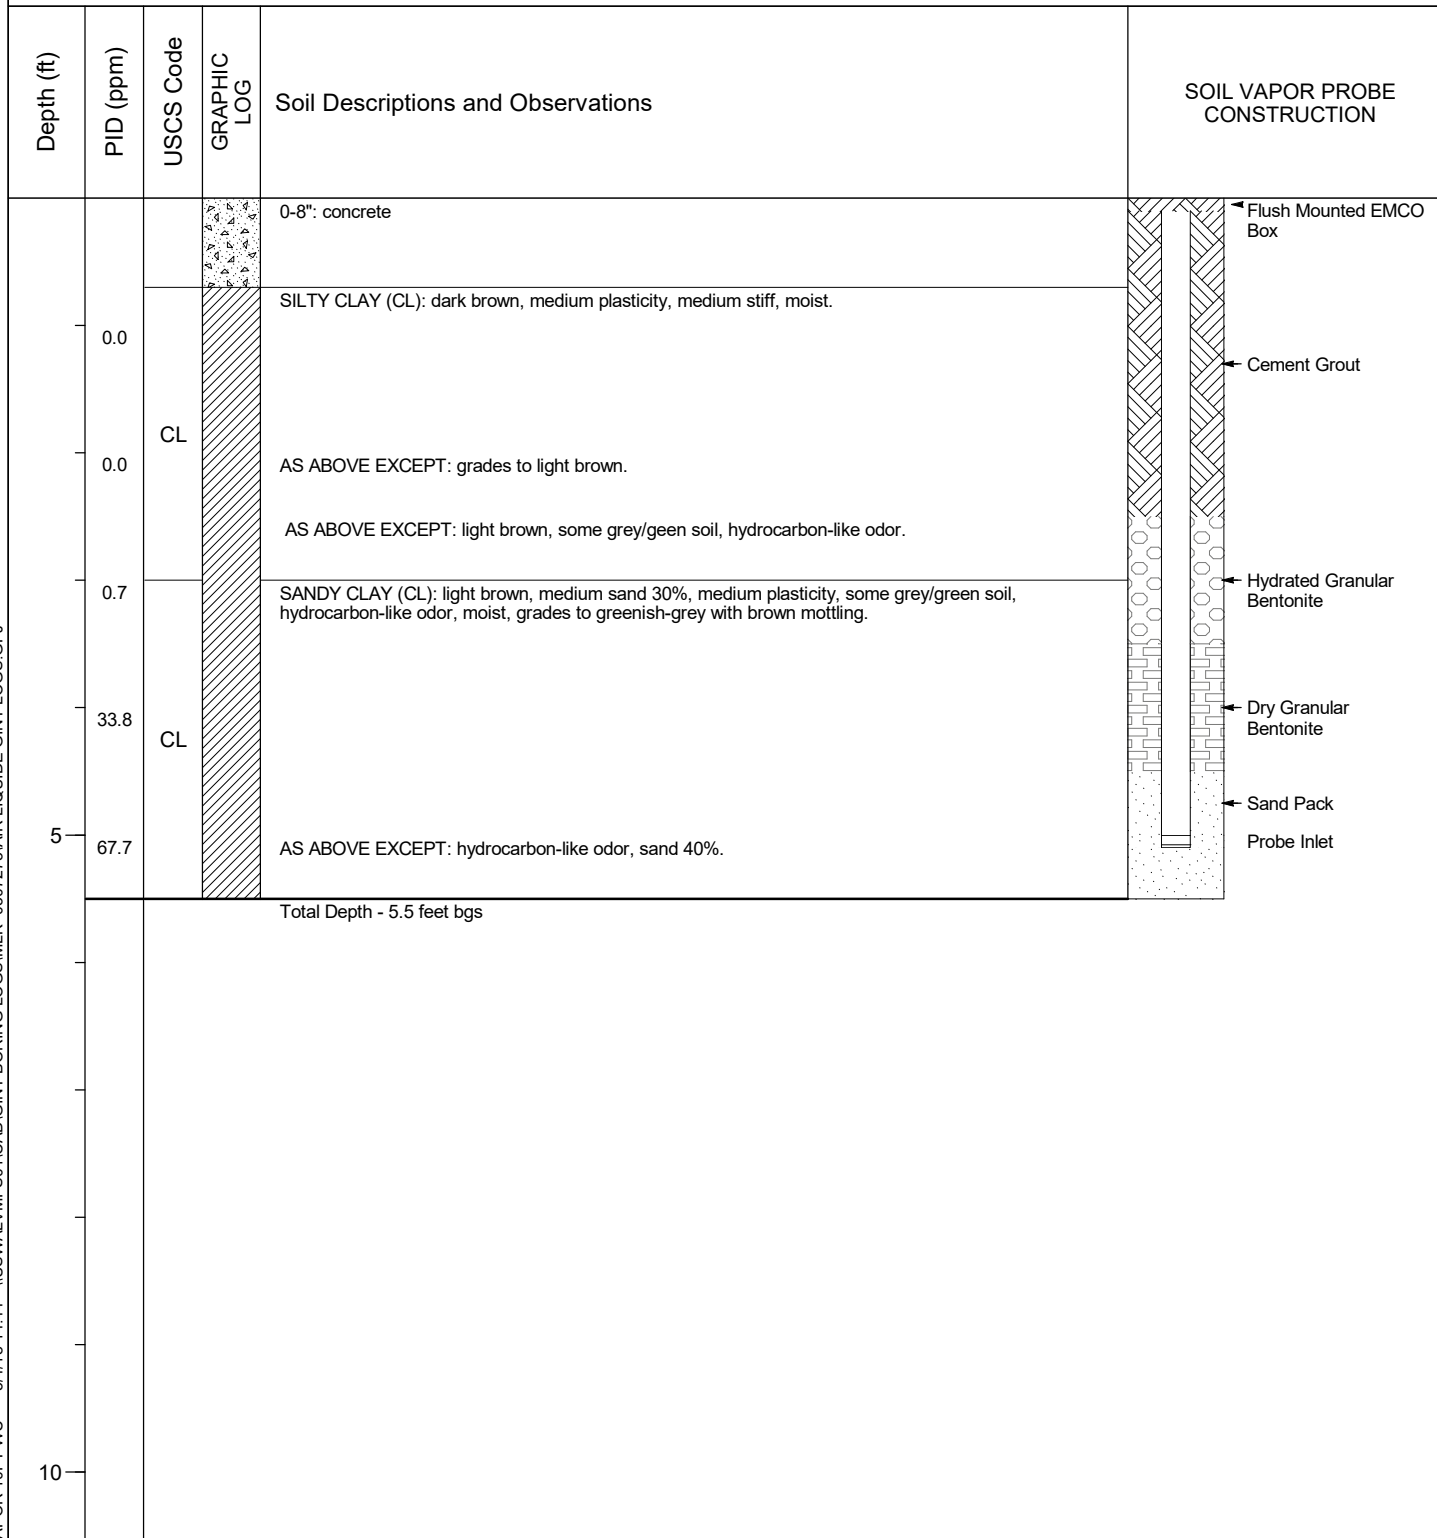 Depth (ft)
PID (ppm)
USCS Code
GRAPHIC
LOG
Soil Descriptions and Observations
SOIL VAPOR PROBE
CONSTRUCTION
0-8": concrete
Flush Mounted EMCO
Box
SILTY CLAY (CL): dark brown, medium plasticity, medium stiff, moist.
0.0
Cement Grout
CL
0.0
AS ABOVE EXCEPT: grades to light brown.
AS ABOVE EXCEPT: light brown, some grey/geen soil, hydrocarbon-like odor.
0.7
SANDY CLAY (CL): light brown, medium sand 30%, medium plasticity, some grey/green soil,
hydrocarbon-like odor, moist, grades to greenish-grey with brown mottling.
Hydrated Granular
Bentonite
33.8
CL
Dry Granular
Bentonite
Sand Pack
5
67.7
AS ABOVE EXCEPT: hydrocarbon-like odor, sand 40%.
Probe Inlet
Total Depth - 5.5 feet bgs
10